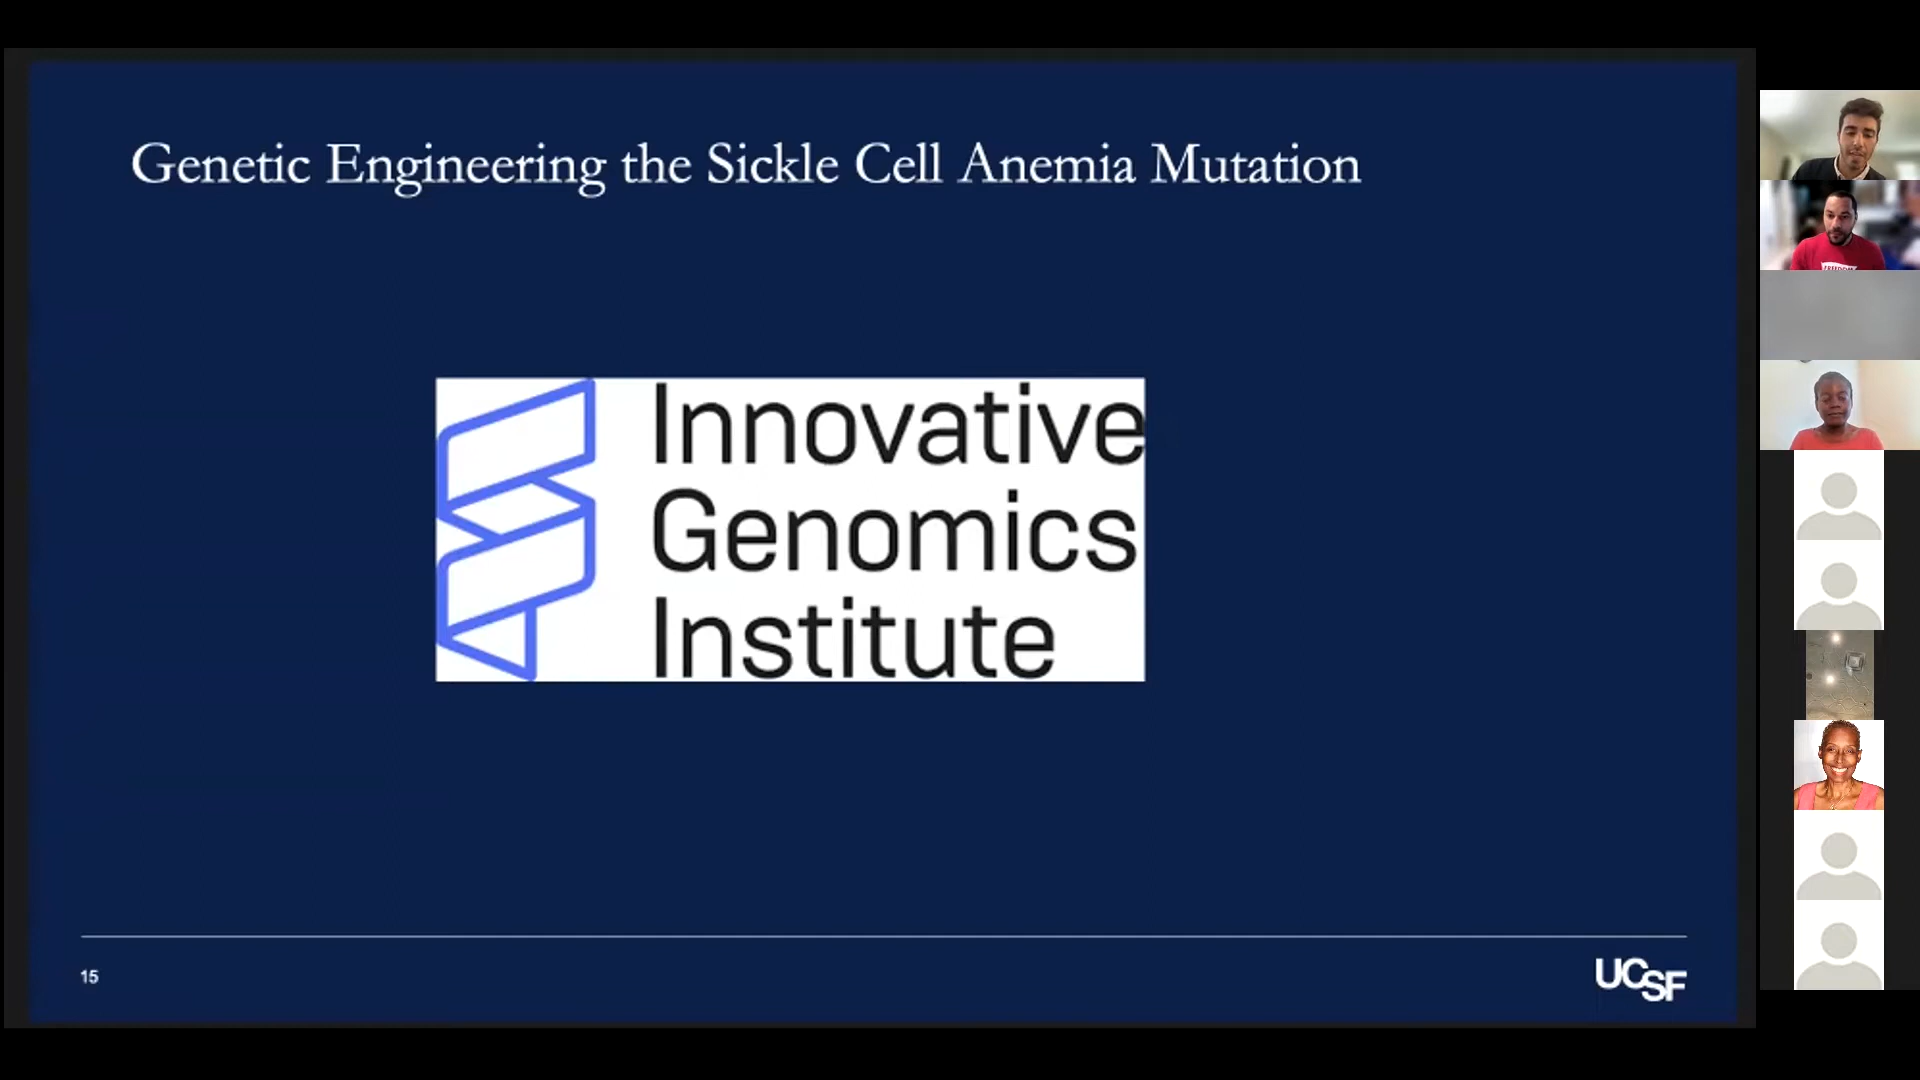 Genetic Engineering the Sickle Cell Anemia Mutation
Innovative
Genomics
Institute
15
UCSF